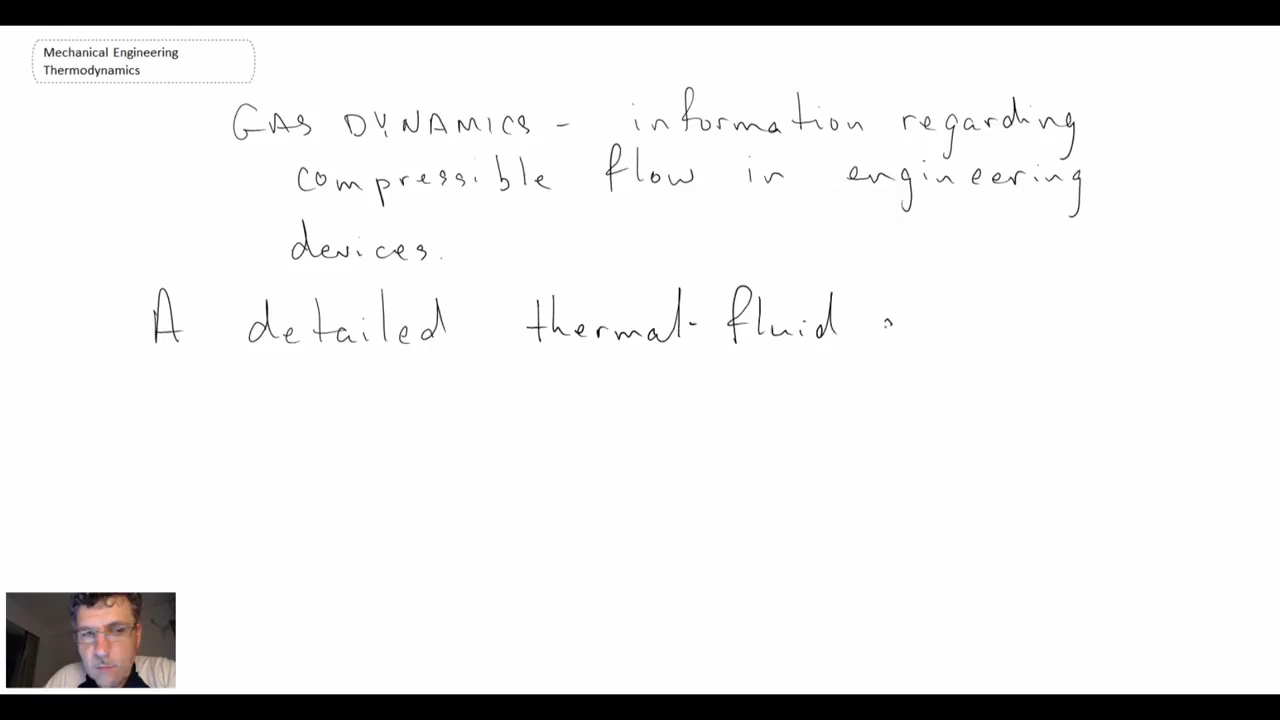 Mechanical Engineering
Thermodynamics
GAS DYNAMICS - information regarding
compressible flow in engineering
devices.
A detailed thermal-fluid